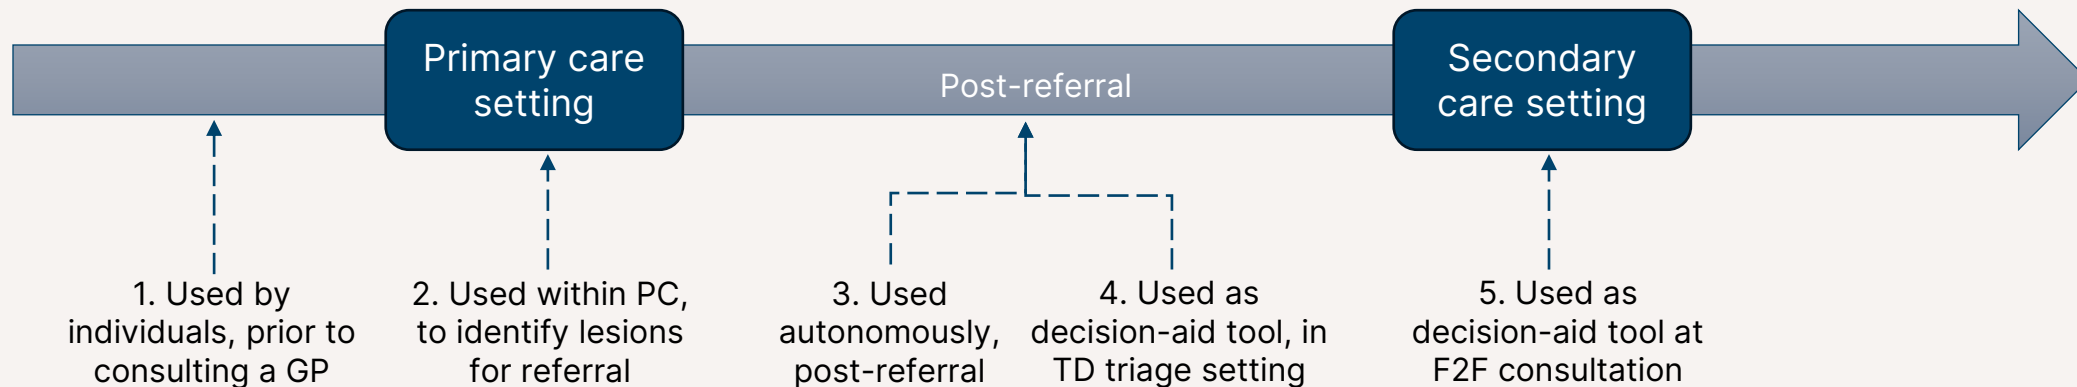 Primary care
setting
Post-referral
Secondary
care setting
1. Used by
individuals, prior to
consulting a GP
2. Used within PC,
to identify lesions
for referral
3. Used
autonomously,
post-referral
4. Used as
decision-aid tool, in
TD triage setting
5. Used as
decision-aid tool at
F2F consultation